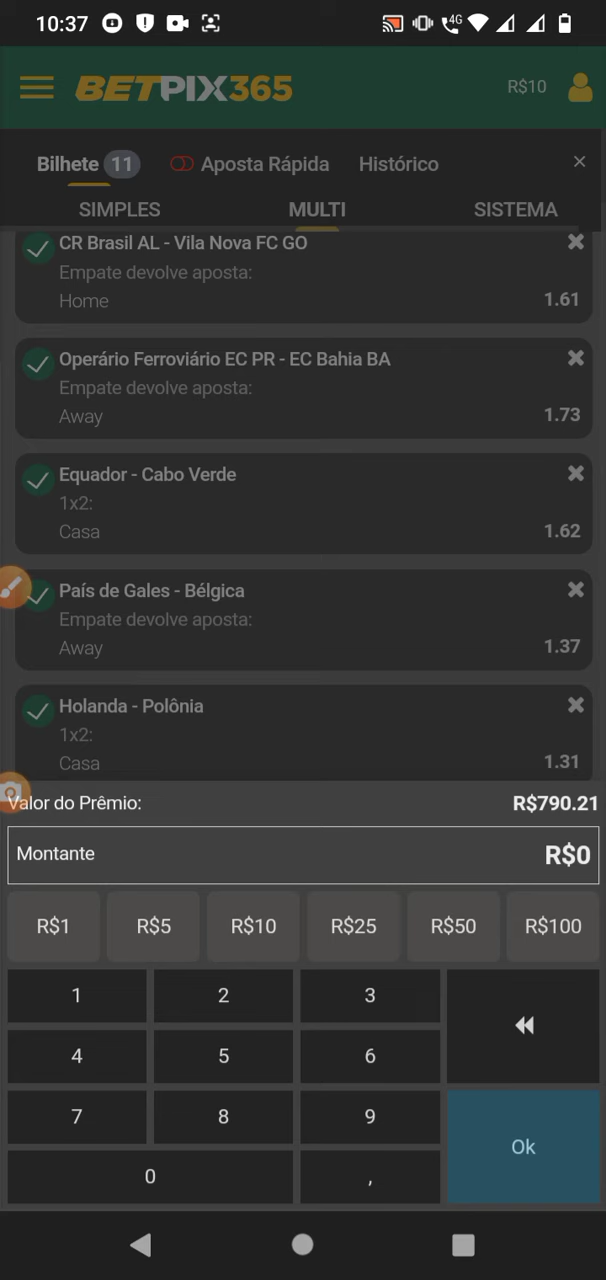 10:37
4G
BETPIX365
R$10
Bilhete 11 Aposta Rápida Histórico ×
SIMPLES MULTI SISTEMA
CR Brasil AL - Vila Nova FC GO
Empate devolve aposta:
Home 1.61
Operário Ferroviário EC PR - EC Bahia BA
Empate devolve aposta:
Away 1.73
Equador - Cabo Verde
1x2:
Casa 1.62
País de Gales - Bélgica
Empate devolve aposta:
Away 1.37
Holanda - Polônia
1x2:
Casa 1.31
Valor do Prêmio: R$790.21
Montante R$0
R$1 R$5 R$10 R$25 R$50 R$100
1 2 3
4 5 6
7 8 9
Ok
0 ,